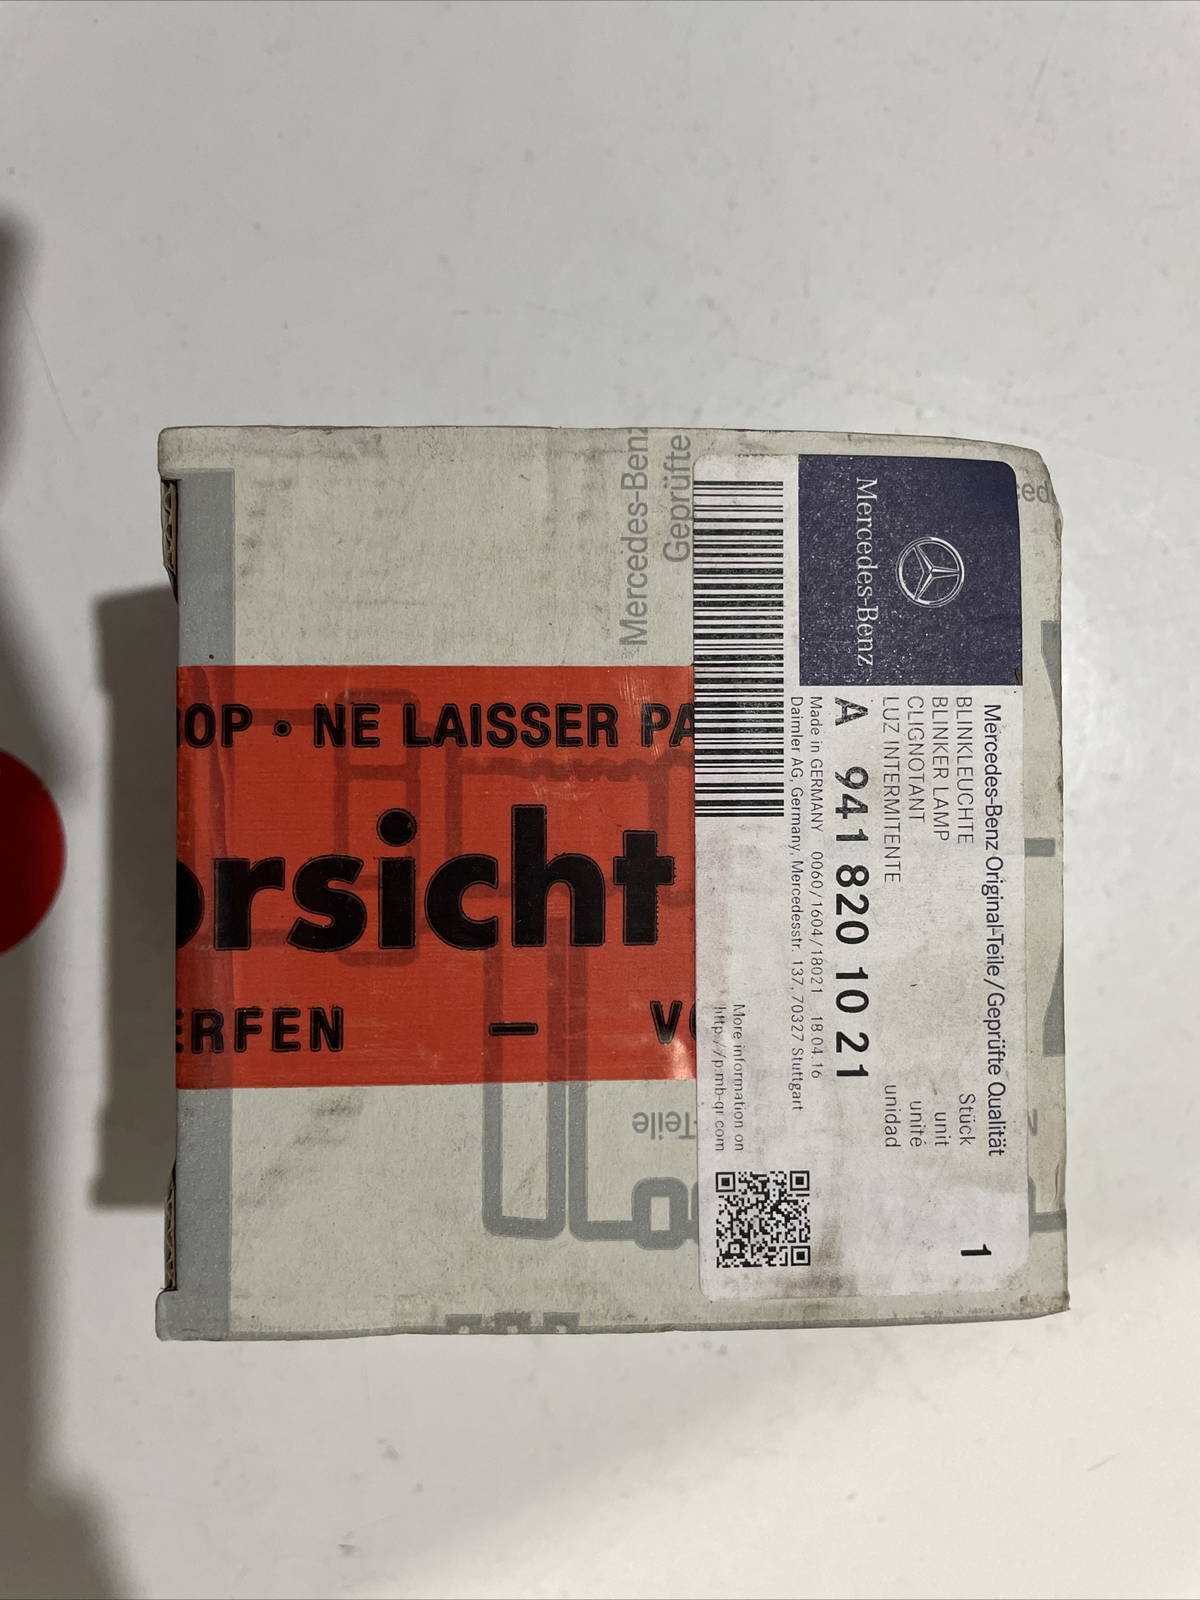 Mercedes-Benz
Mercedes-Benz Original-Teile/Geprüfte Qualität
BLINKLEUCHTE Stück 1
BLINKER LAMP unit
CLIGNOTANT unité
LUZ INTERMITENTE unidad
A 941 820 10 21
Made in GERMANY 0060/1604/18021 18.04.16
Daimler AG, Germany, Mercedesstr. 137, 70327 Stuttgart
More information on
http://p.mb-qr.com
Mercedes-Benz
Geprüfte
OP · NE LAISSER PA
orsicht
ERFEN – V
-Teile